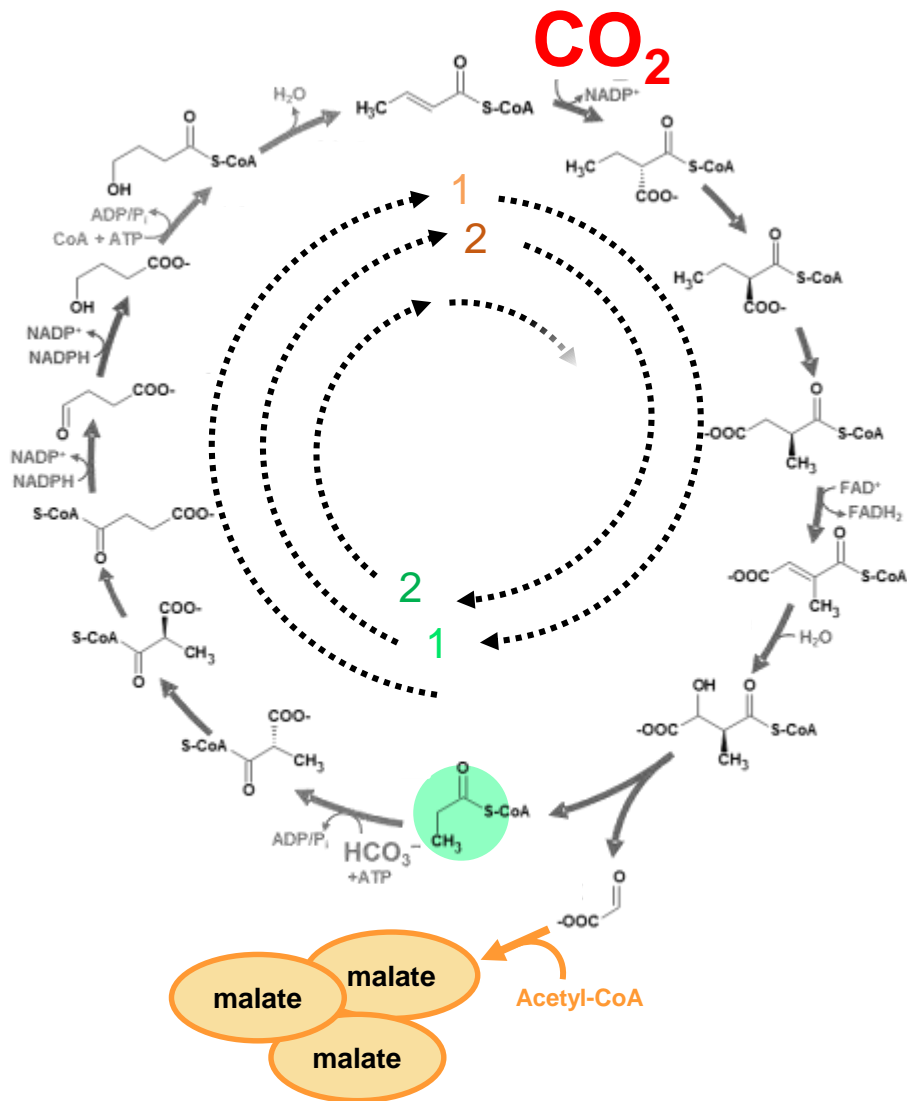 CO₂
NADP⁺
O
H₃C
S-CoA
H₂O
O
S-CoA
OH
ADP/Pᵢ
CoA + ATP
O
H₃C
S-CoA
COO-
1
2
O
H₃C
S-CoA
COO-
COO-
OH
NADP⁺
NADPH
COO-
O
O
-OOC
S-CoA
CH₃
NADP⁺
NADPH
FAD⁺
FADH₂
S-CoA
COO-
O
O
-OOC
S-CoA
CH₃
2
1
H₂O
COO-
S-CoA
CH₃
O
OH
O
-OOC
S-CoA
CH₃
COO-
S-CoA
CH₃
O
O
S-CoA
CH₃
ADP/Pᵢ
HCO₃⁻
+ATP
O
-OOC
malate
malate
malate
Acetyl-CoA